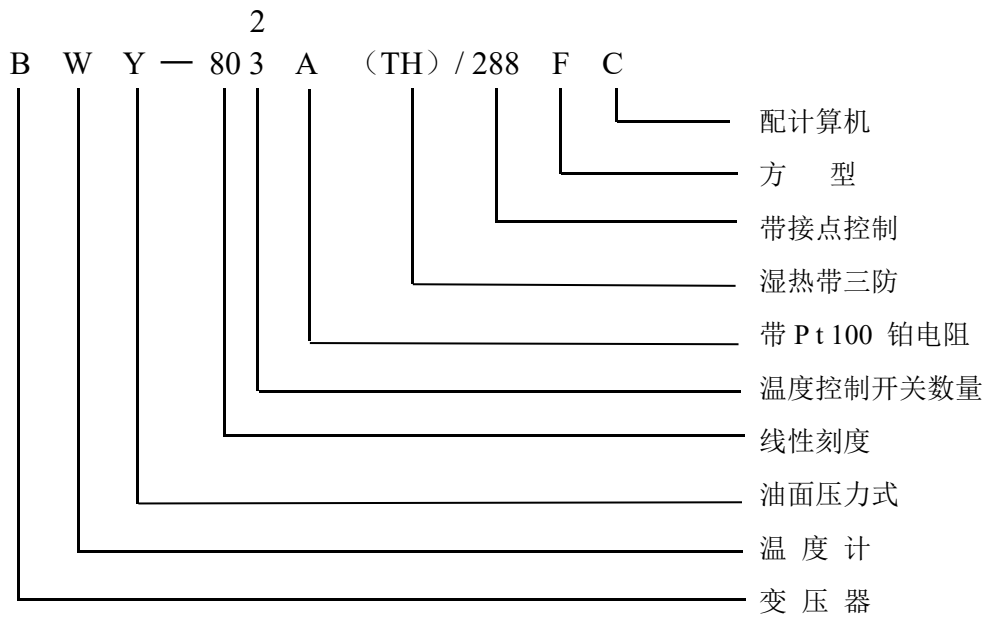 2
B W Y — 80 3 A （TH）/ 288 F C
配计算机
方 型
带接点控制
湿热带三防
带 P t 100 铂电阻
温度控制开关数量
线性刻度
油面压力式
温 度 计
变 压 器